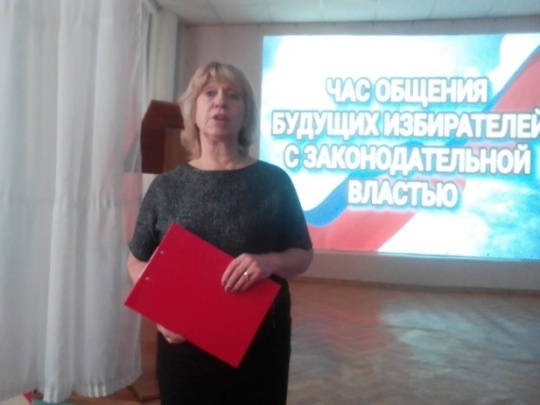 ЧАС ОБЩЕНИЯ
БУДУЩИХ ИЗБИРАТЕЛЕЙ
С ЗАКОНОДАТЕЛЬНОЙ
ВЛАСТЬЮ